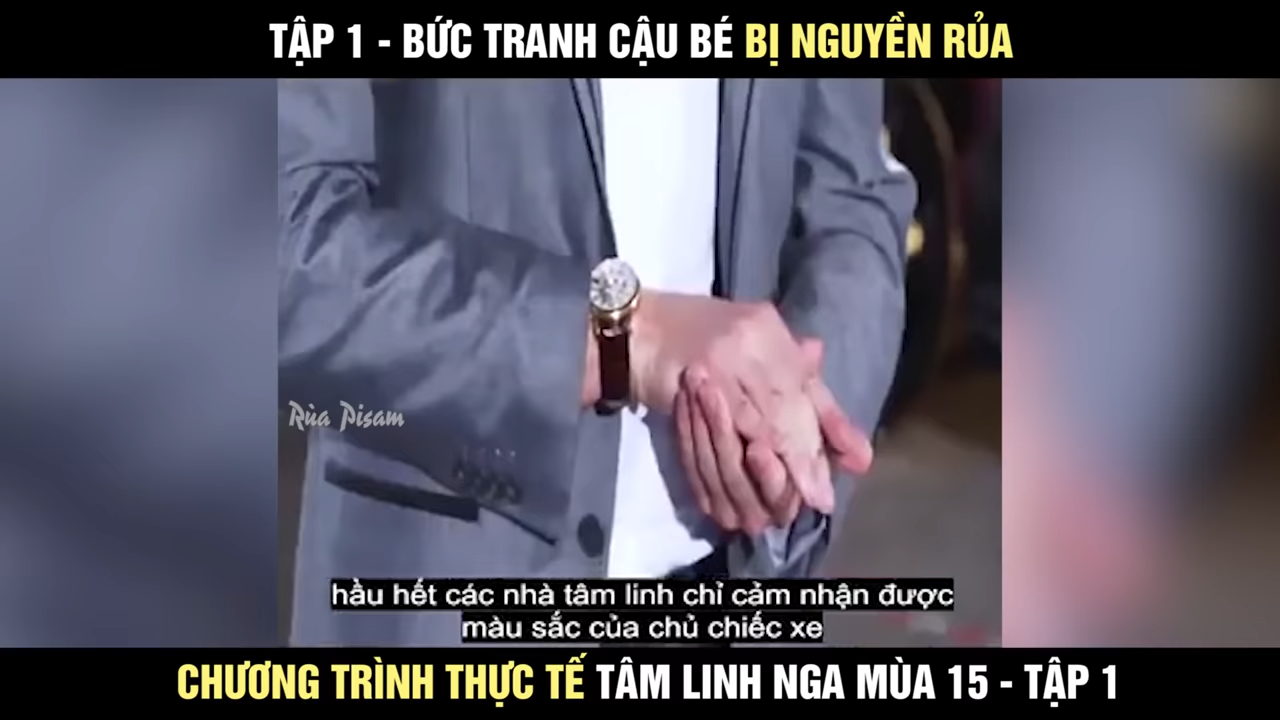 TẬP 1 - BỨC TRANH CẬU BÉ BỊ NGUYỀN RỦA
Rùa Pisam
hầu hết các nhà tâm linh chỉ cảm nhận được
màu sắc của chủ chiếc xe
CHƯƠNG TRÌNH THỰC TẾ TÂM LINH NGA MÙA 15 - TẬP 1